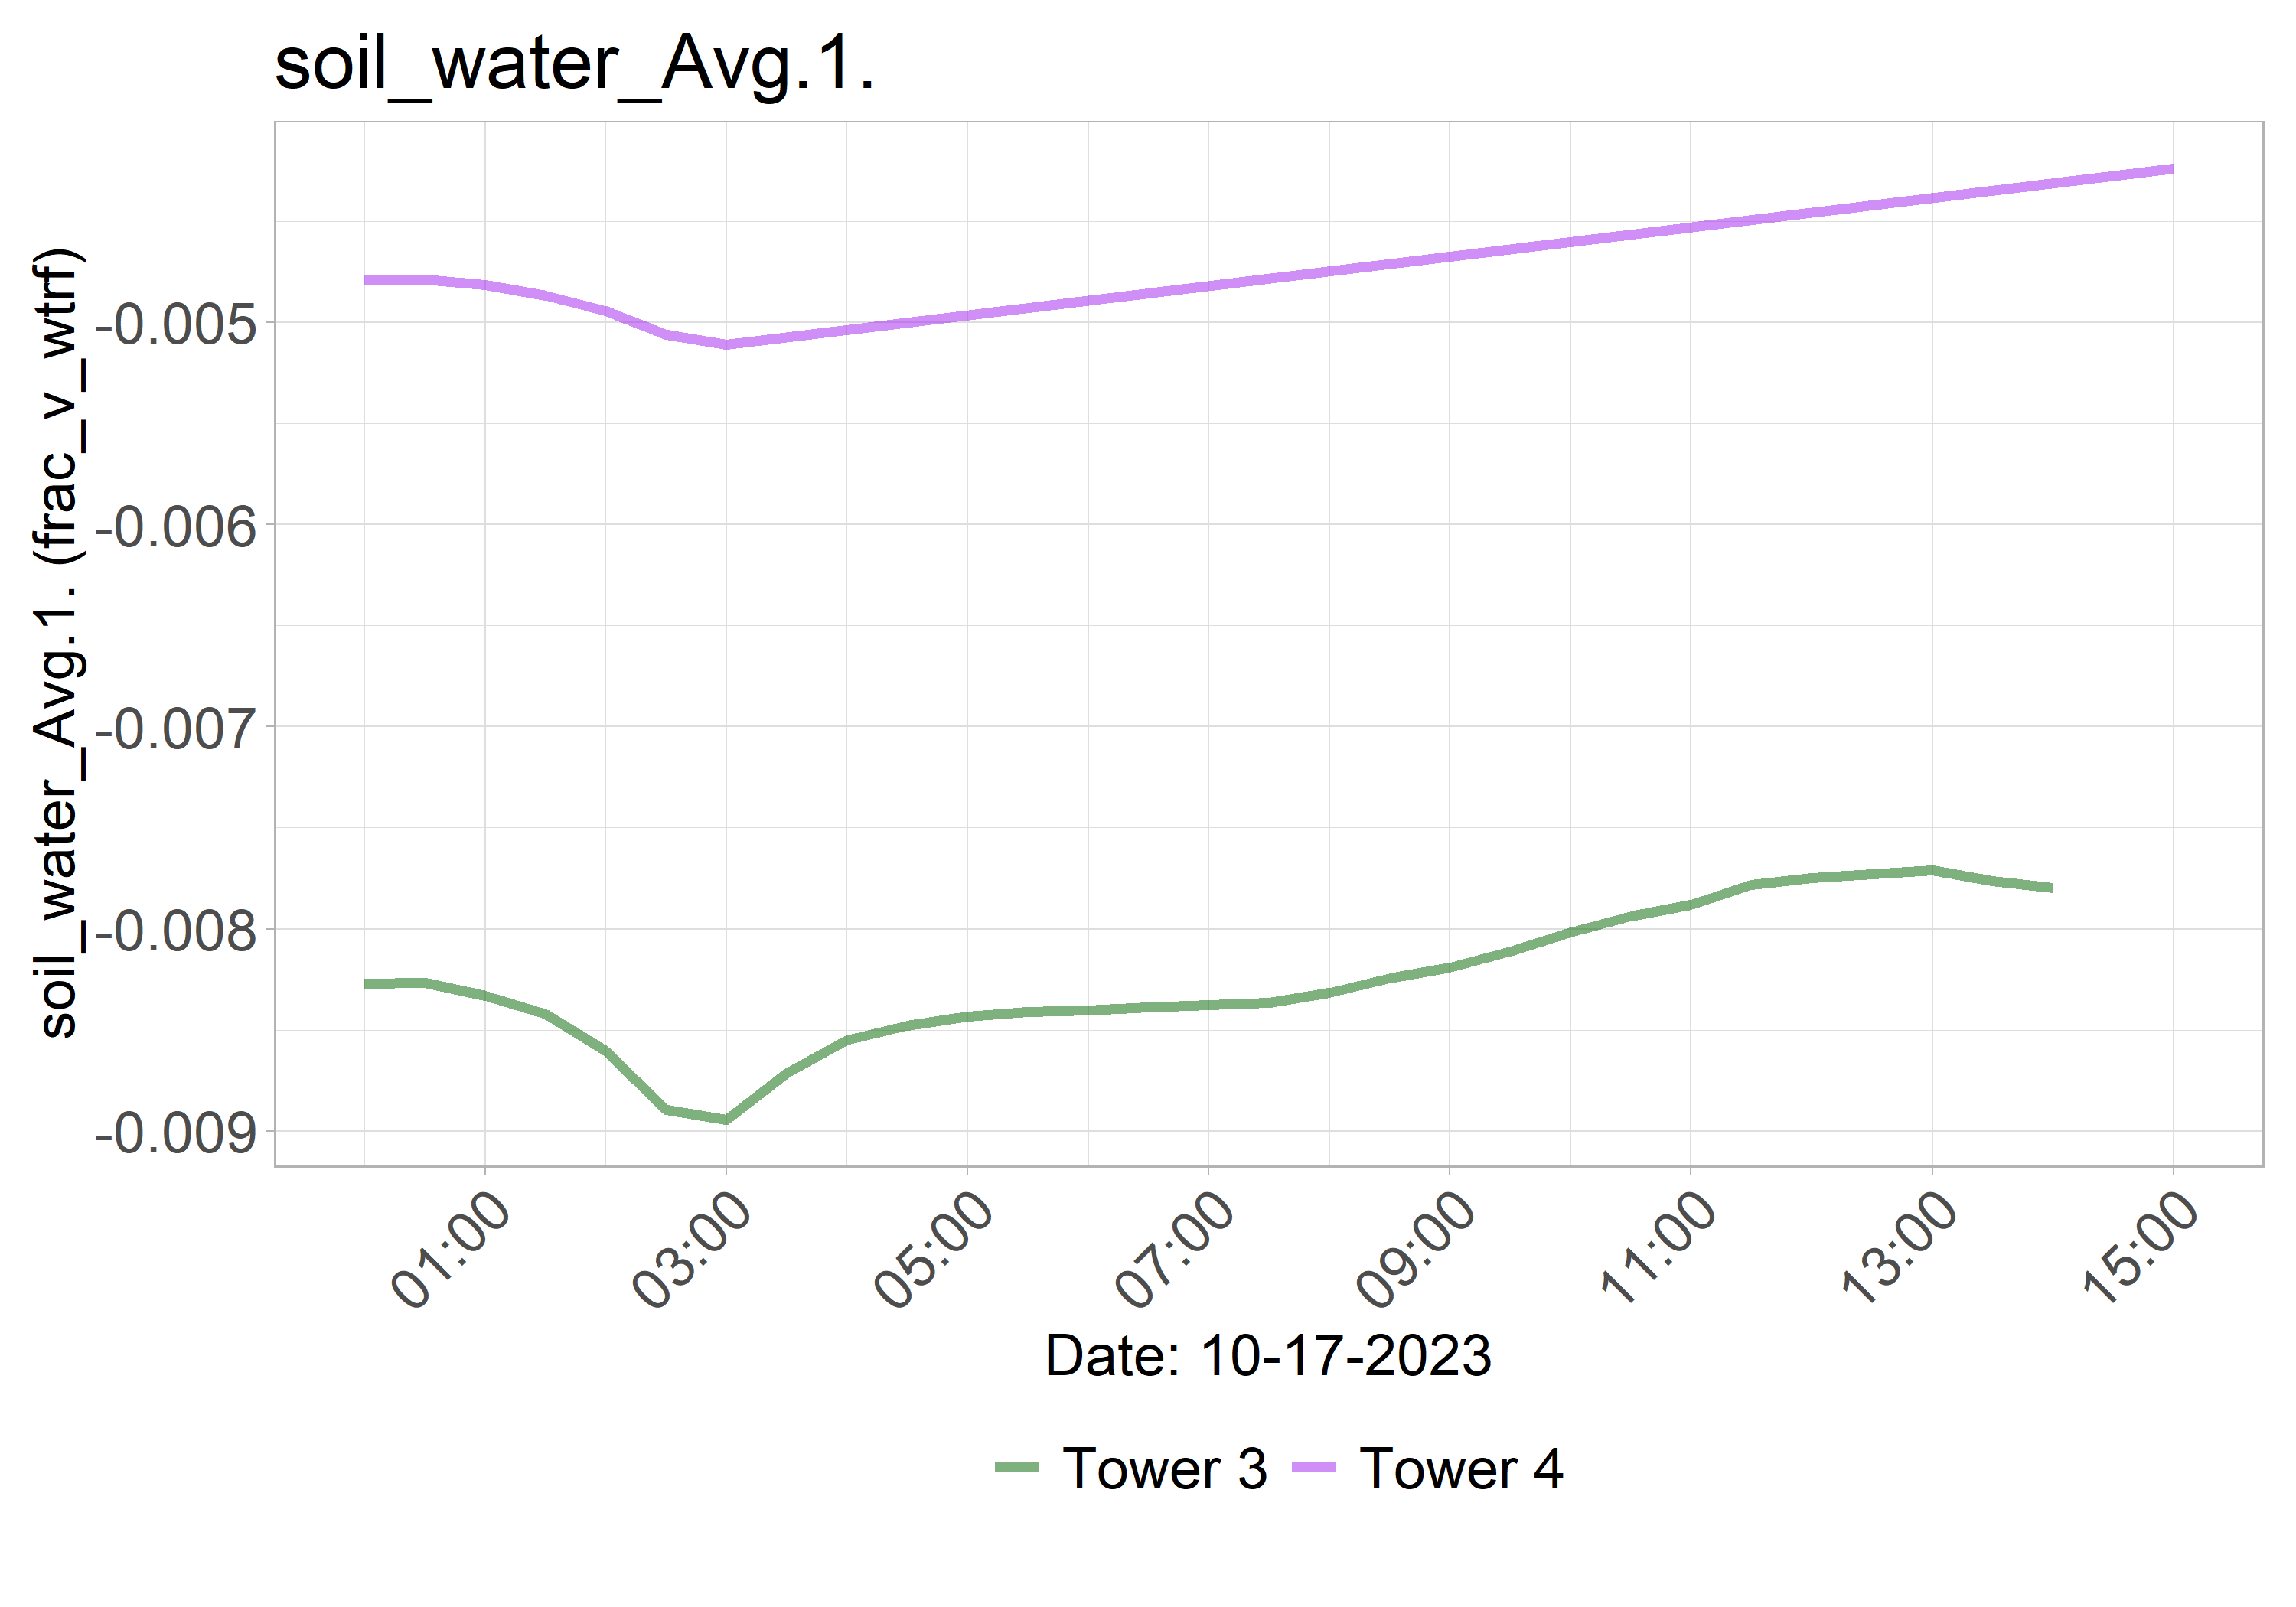 soil_water_Avg.1.
soil_water_Avg.1. (frac_v_wtrf)
-0.005
-0.006
-0.007
-0.008
-0.009
01:00
03:00
05:00
07:00
09:00
11:00
13:00
15:00
Date: 10-17-2023
Tower 3
Tower 4